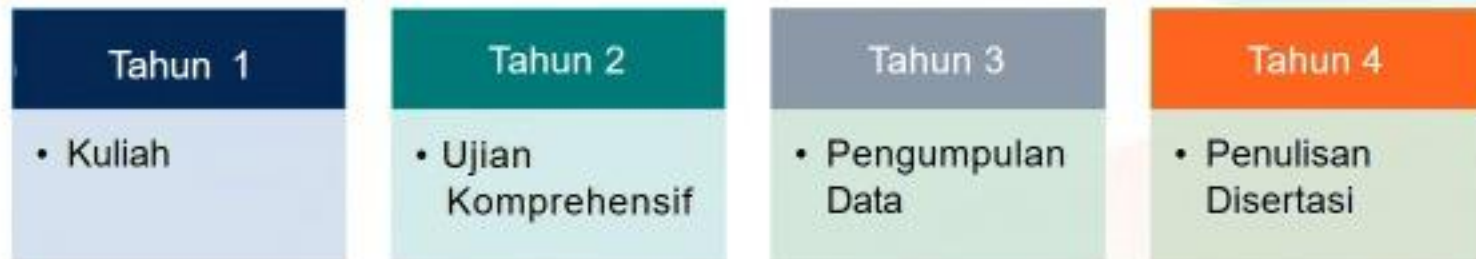 Tahun 1
• Kuliah
Tahun 2
• Ujian
Komprehensif
Tahun 3
• Pengumpulan
Data
Tahun 4
• Penulisan
Disertasi